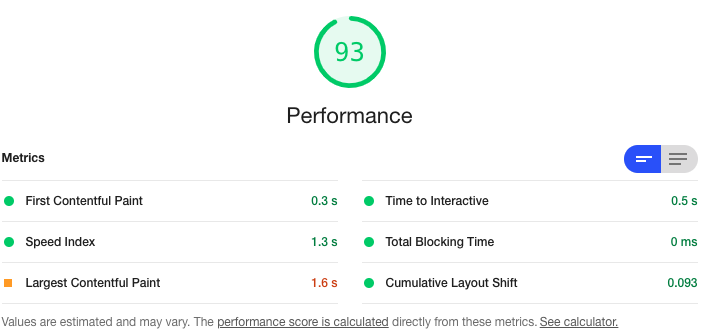 93
Performance
Metrics
First Contentful Paint 0.3 s
Time to Interactive 0.5 s
Speed Index 1.3 s
Total Blocking Time 0 ms
Largest Contentful Paint 1.6 s
Cumulative Layout Shift 0.093
Values are estimated and may vary. The performance score is calculated directly from these metrics. See calculator.